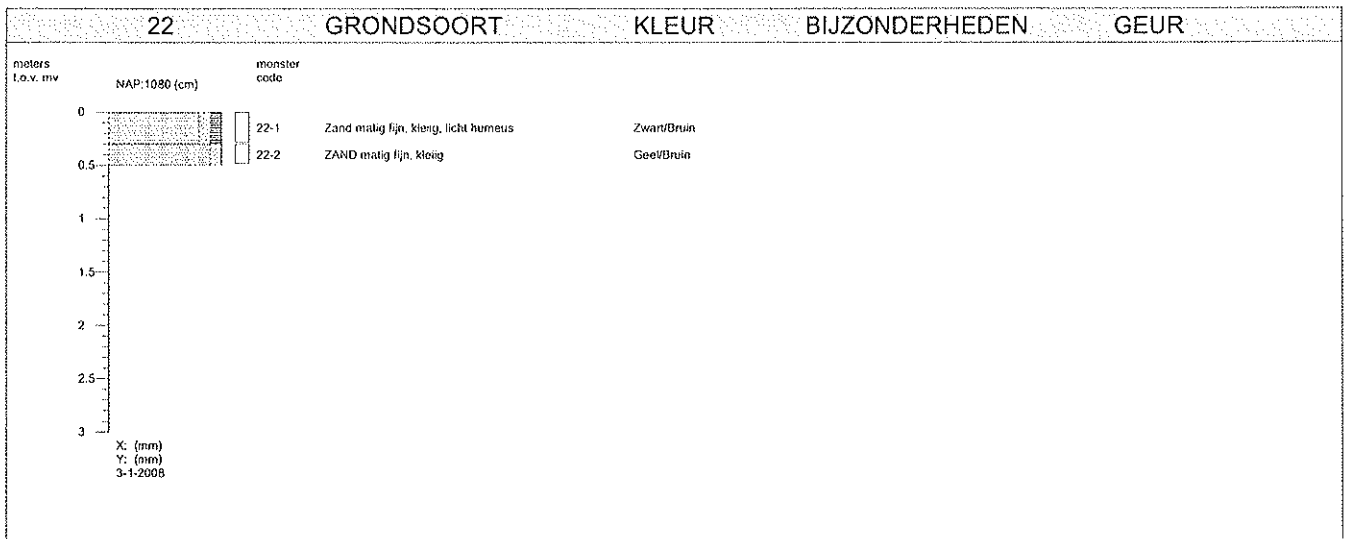 22 GRONDSOORT KLEUR BIJZONDERHEDEN GEUR
meters monster
t.o.v. mv NAP:1080 (cm) code
0
22-1 Zand matig fijn, kleiig, licht humeus Zwart/Bruin
22-2 ZAND matig fijn, kleiig Geel/Bruin
0.5
1
1.5
2
2.5
3
X: (mm)
Y: (mm)
3-1-2008